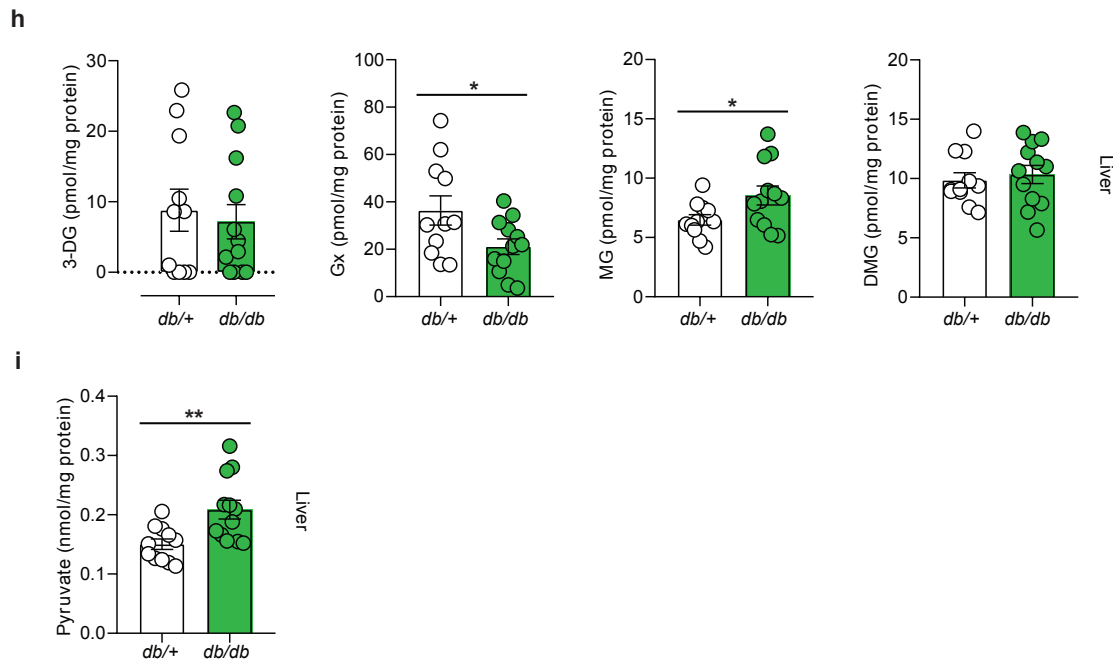 h
3-DG (pmol/mg protein)
30
20
10
0
db/+
db/db
Gx (pmol/mg protein)
100
80
60
40
20
0
*
db/+
db/db
MG (pmol/mg protein)
20
15
10
5
0
*
db/+
db/db
DMG (pmol/mg protein)
20
15
10
5
0
db/+
db/db
Liver
i
Pyruvate (nmol/mg protein)
0.4
0.3
0.2
0.1
0.0
**
db/+
db/db
Liver